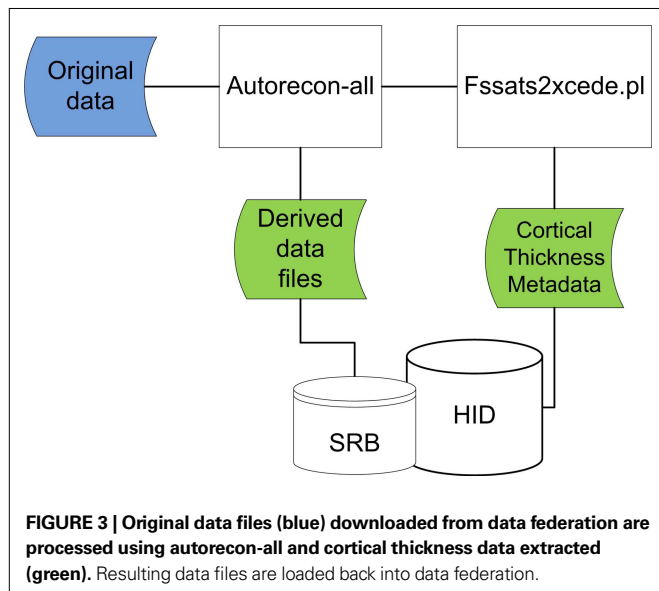 Original
data
Autorecon-all
Fssats2xcede.pl
Derived
data
files
Cortical
Thickness
Metadata
SRB
HID
FIGURE 3 | Original data files (blue) downloaded from data federation are
processed using autorecon-all and cortical thickness data extracted
(green). Resulting data files are loaded back into data federation.